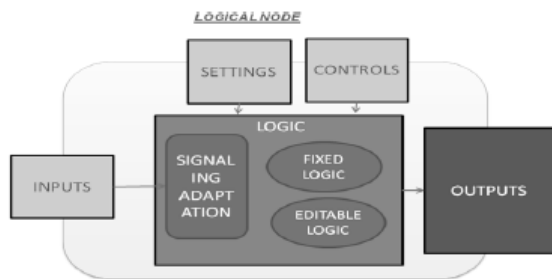 LOGICAL NODE
SETTINGS
CONTROLS
LOGIC
INPUTS
SIGNAL
ING
ADAPT
ATION
FIXED
LOGIC
EDITABLE
LOGIC
OUTPUTS